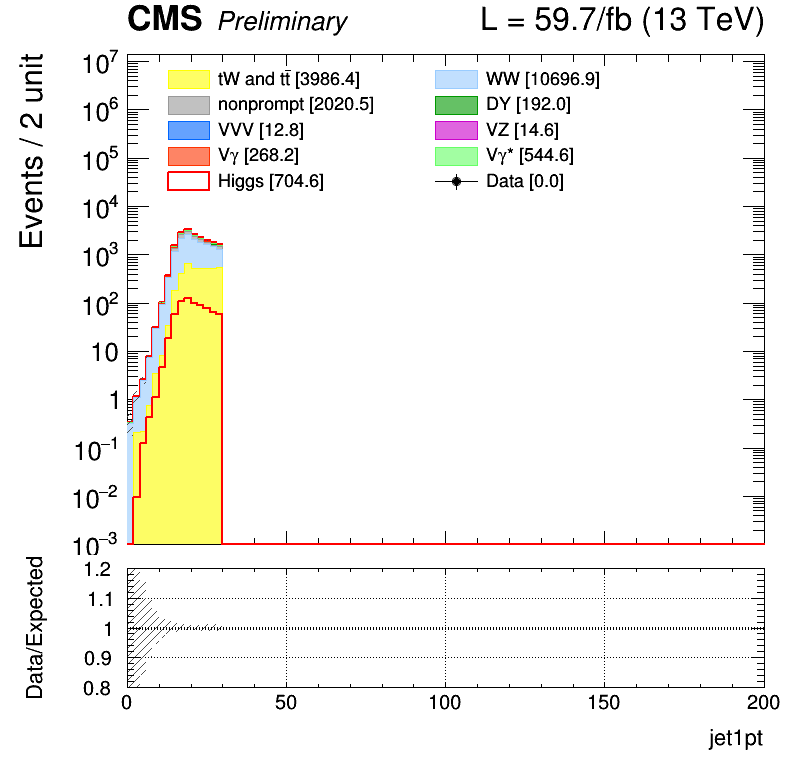 CMS Preliminary L = 59.7/fb (13 TeV)
Events / 2 unit
10⁷
10⁶
10⁵
10⁴
10³
10²
10
1
10⁻¹
10⁻²
10⁻³
tW and tt̄ [3986.4] WW [10696.9]
nonprompt [2020.5] DY [192.0]
VVV [12.8] VZ [14.6]
Vγ [268.2] Vγ* [544.6]
Higgs [704.6] Data [0.0]
Data/Expected
1.2
1.1
1
0.9
0.8
0 50 100 150 200
jet1pt